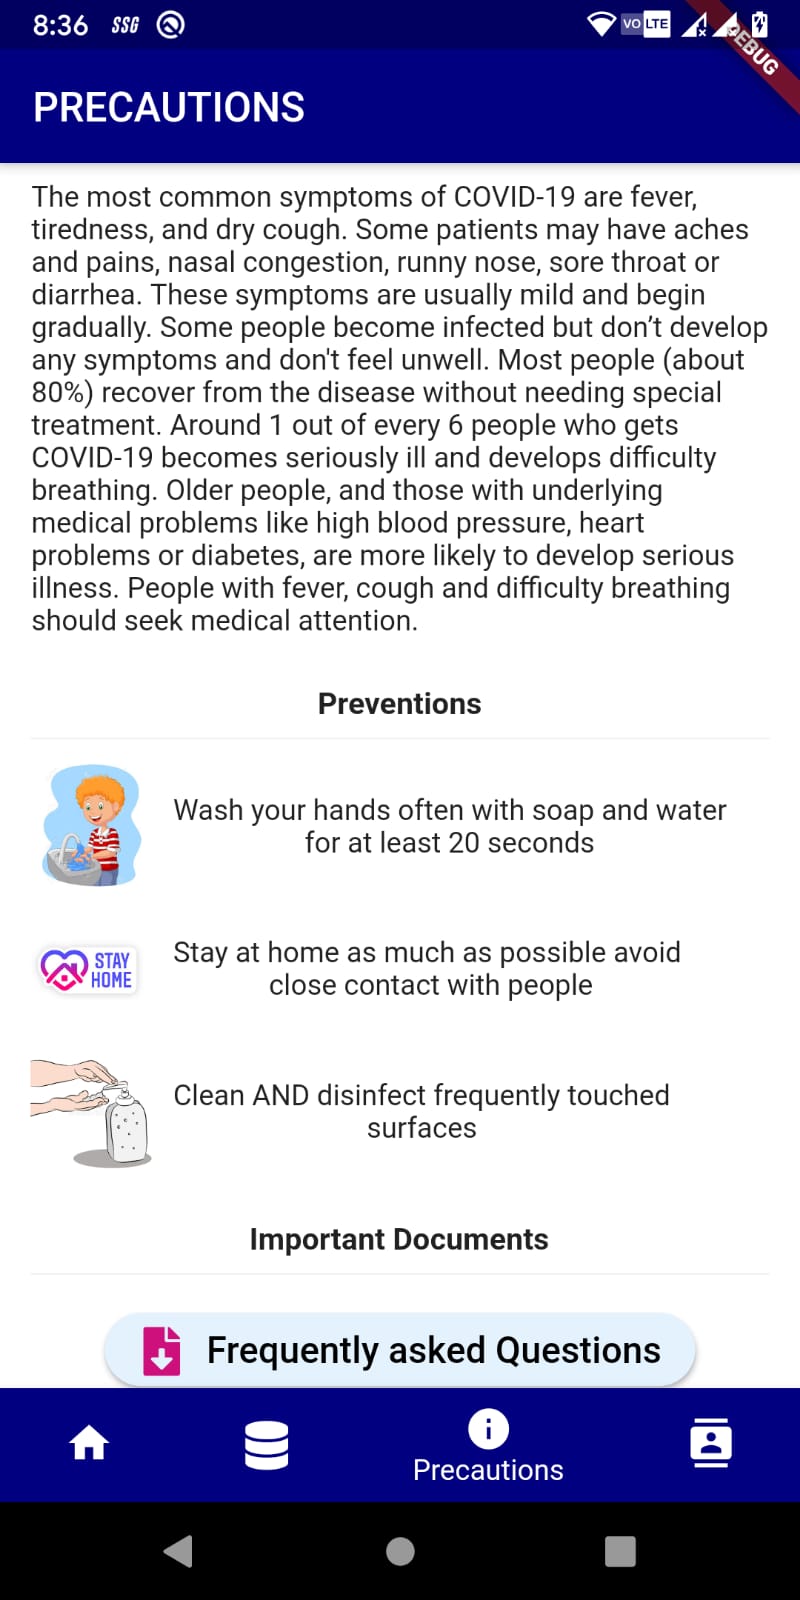 8:36 SSG VO LTE
DEBUG
PRECAUTIONS
The most common symptoms of COVID-19 are fever,
tiredness, and dry cough. Some patients may have aches
and pains, nasal congestion, runny nose, sore throat or
diarrhea. These symptoms are usually mild and begin
gradually. Some people become infected but don’t develop
any symptoms and don't feel unwell. Most people (about
80%) recover from the disease without needing special
treatment. Around 1 out of every 6 people who gets
COVID-19 becomes seriously ill and develops difficulty
breathing. Older people, and those with underlying
medical problems like high blood pressure, heart
problems or diabetes, are more likely to develop serious
illness. People with fever, cough and difficulty breathing
should seek medical attention.
Preventions
Wash your hands often with soap and water
for at least 20 seconds
STAY
HOME
Stay at home as much as possible avoid
close contact with people
Clean AND disinfect frequently touched
surfaces
Important Documents
Frequently asked Questions
Precautions